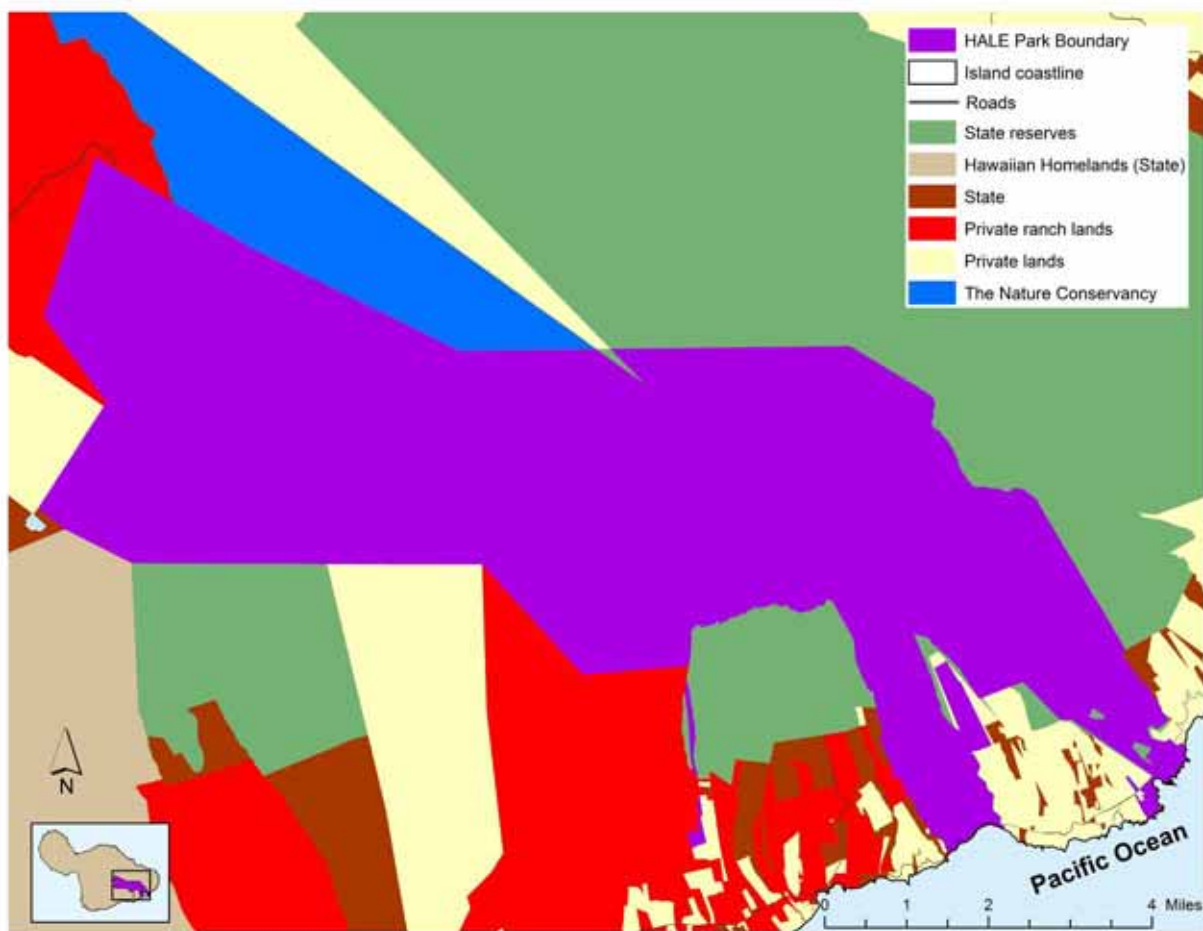 HALE Park Boundary
Island coastline
Roads
State reserves
Hawaiian Homelands (State)
State
Private ranch lands
Private lands
The Nature Conservancy
N
Pacific Ocean
0 1 2 4 Miles